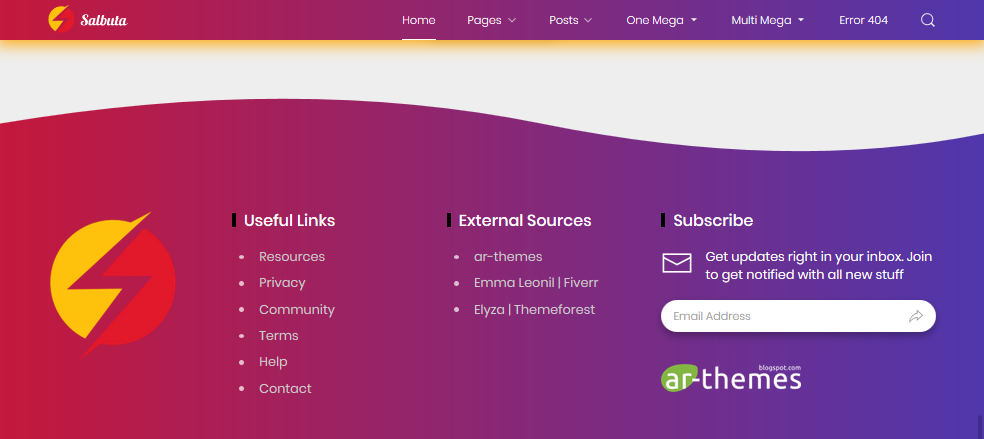 Salbuta
Home
Pages
Posts
One Mega
Multi Mega
Error 404
Useful Links
Resources
Privacy
Community
Terms
Help
Contact
External Sources
ar-themes
Emma Leonil | Fiverr
Elyza | Themeforest
Subscribe
Get updates right in your inbox. Join
to get notified with all new stuff
Email Address
blogspot.com
ar-themes